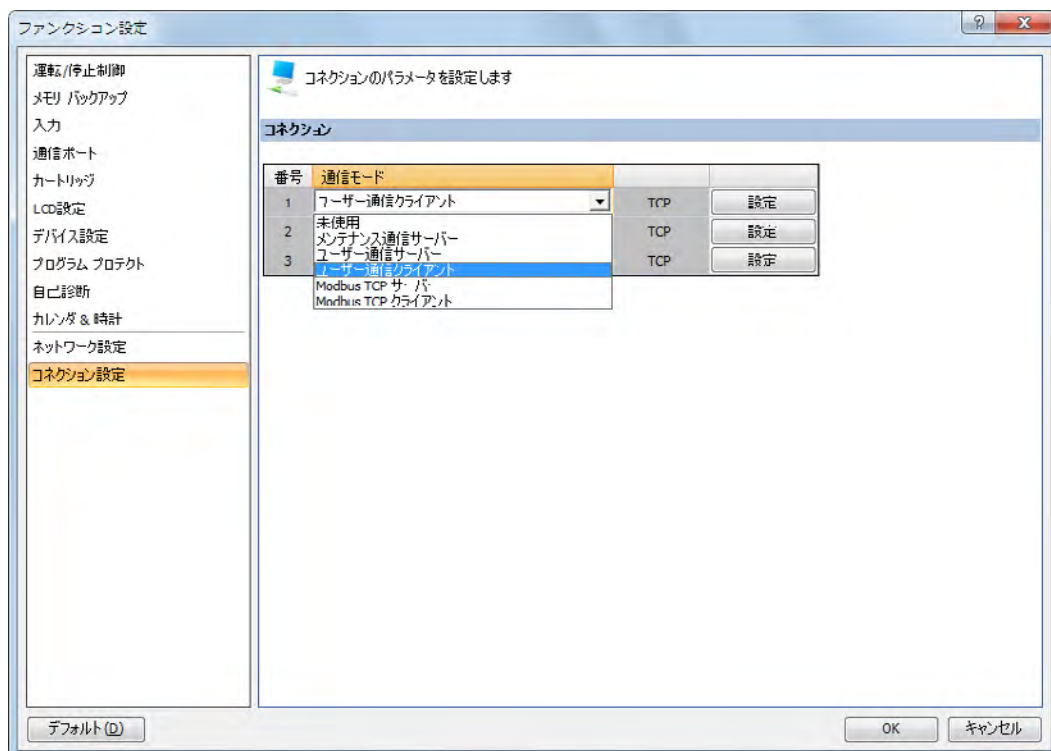 ファンクション設定
運転/停止制御
メモリ バックアップ
入力
通信ポート
カートリッジ
LCD設定
デバイス設定
プログラム プロテクト
自己診断
カレンダ & 時計
ネットワーク設定
コネクション設定
コネクションのパラメータを設定します
コネクション
番号 通信モード
1 ユーザー通信クライアント TCP 設定
2 TCP 設定
3 TCP 設定
未使用
メンテナンス通信サーバー
ユーザー通信サーバー
ユーザー通信クライアント
Modbus TCP サーバー
Modbus TCP クライアント
デフォルト(D)
OK
キャンセル